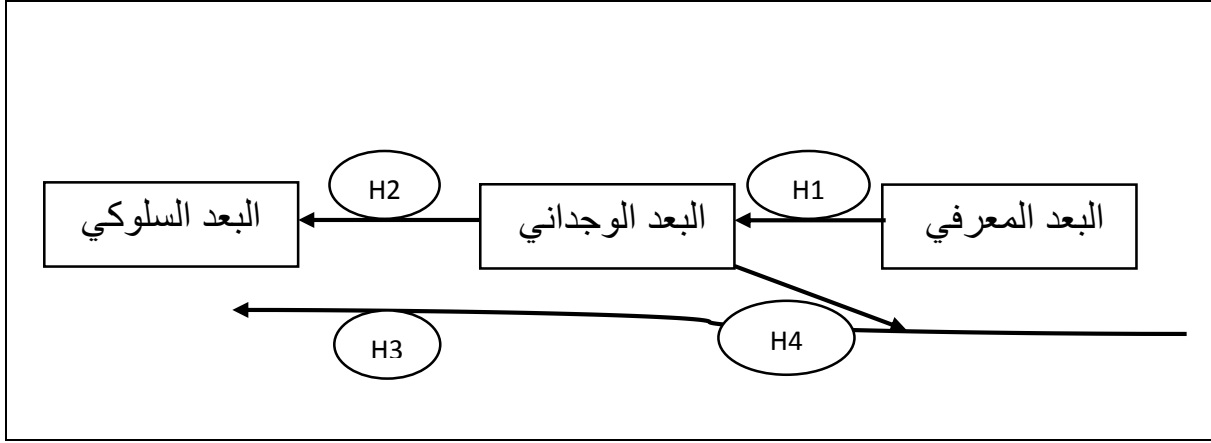 H1
H2
البعد المعرفي
البعد الوجداني
البعد السلوكي
H4
H3